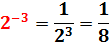 2⁻³ = 1/2³ = 1/8